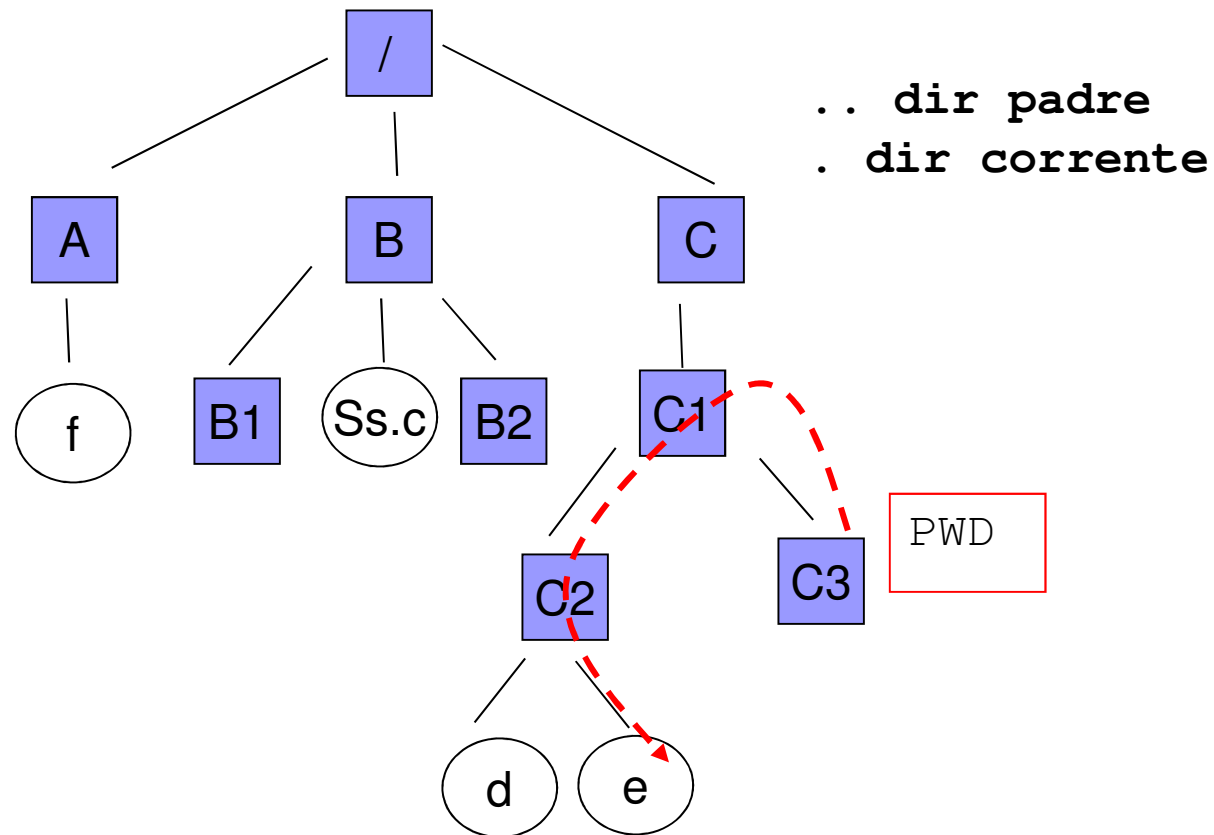 /
.. dir padre
. dir corrente
A
B
C
f
B1
Ss.c
B2
C1
PWD
C2
C3
d
e